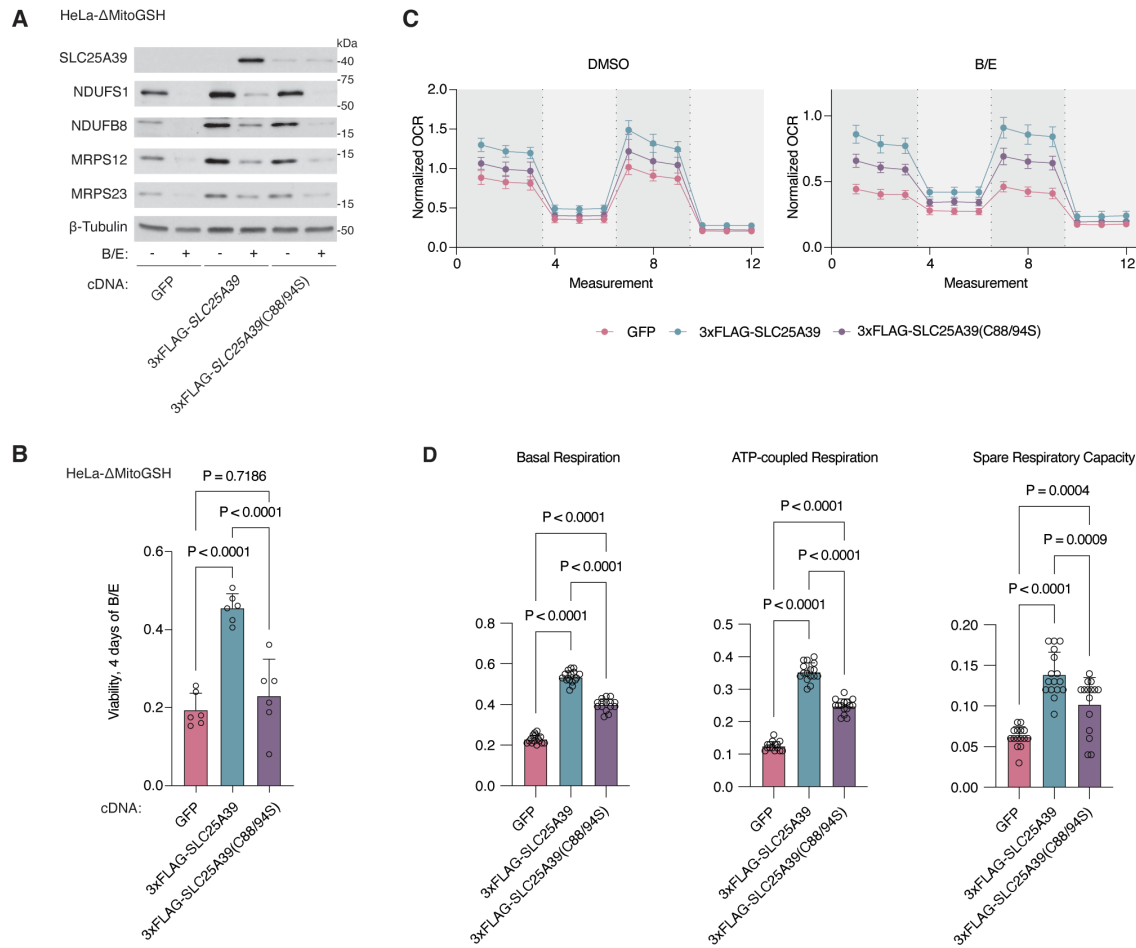 A
HeLa-ΔMitoGSH
kDa
SLC25A39
-40
-75
NDUFS1
-50
NDUFB8
-15
MRPS12
-15
MRPS23
-15
β-Tubulin
-50
B/E: - + - + - +
cDNA:
GFP
3xFLAG-SLC25A39
3xFLAG-SLC25A39(C88/94S)
B
HeLa-ΔMitoGSH
P = 0.7186
P < 0.0001
P < 0.0001
Viability, 4 days of B/E
0.6
0.4
0.2
0.0
cDNA:
GFP
3xFLAG-SLC25A39
3xFLAG-SLC25A39(C88/94S)
C
DMSO
Normalized OCR
2.0
1.5
1.0
0.5
0.0
0 4 8 12
Measurement
B/E
Normalized OCR
1.0
0.5
0.0
0 4 8 12
Measurement
GFP 3xFLAG-SLC25A39 3xFLAG-SLC25A39(C88/94S)
D
Basal Respiration
P < 0.0001
P < 0.0001
P < 0.0001
0.8
0.6
0.4
0.2
0.0
GFP
3xFLAG-SLC25A39
3xFLAG-SLC25A39(C88/94S)
ATP-coupled Respiration
P < 0.0001
P < 0.0001
P < 0.0001
0.5
0.4
0.3
0.2
0.1
0.0
GFP
3xFLAG-SLC25A39
3xFLAG-SLC25A39(C88/94S)
Spare Respiratory Capacity
P = 0.0004
P = 0.0009
P < 0.0001
0.20
0.15
0.10
0.05
0.00
GFP
3xFLAG-SLC25A39
3xFLAG-SLC25A39(C88/94S)